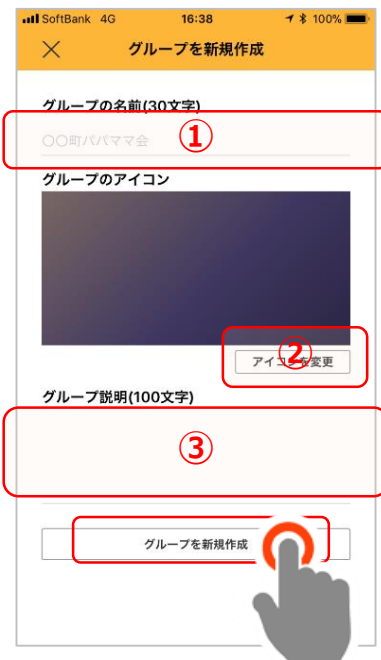 SoftBank 4G 16:38 100%
グループを新規作成
グループの名前(30文字)
〇〇町パパママ会 ①
グループのアイコン
アイコンを変更 ②
グループ説明(100文字)
③
グループを新規作成